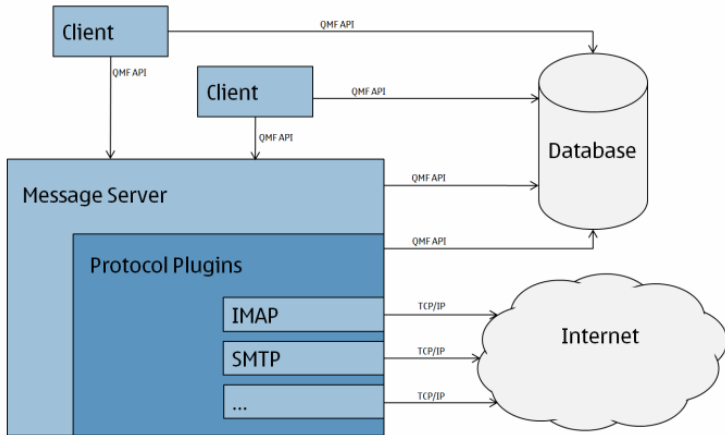 Client
QMF API
QMF API
Client
QMF API
QMF API
Database
Message Server
QMF API
Protocol Plugins
QMF API
IMAP
TCP/IP
Internet
SMTP
TCP/IP
...
TCP/IP